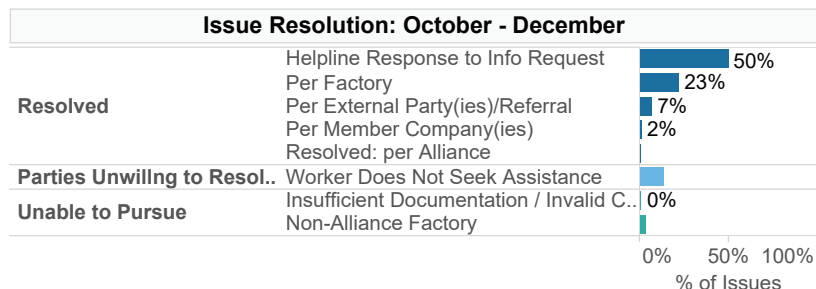 Issue Resolution: October - December
Resolved
Helpline Response to Info Request 50%
Per Factory 23%
Per External Party(ies)/Referral 7%
Per Member Company(ies) 2%
Resolved: per Alliance
Parties Unwillng to Resol.. Worker Does Not Seek Assistance
Unable to Pursue
Insufficient Documentation / Invalid C.. 0%
Non-Alliance Factory
0% 50% 100%
% of Issues